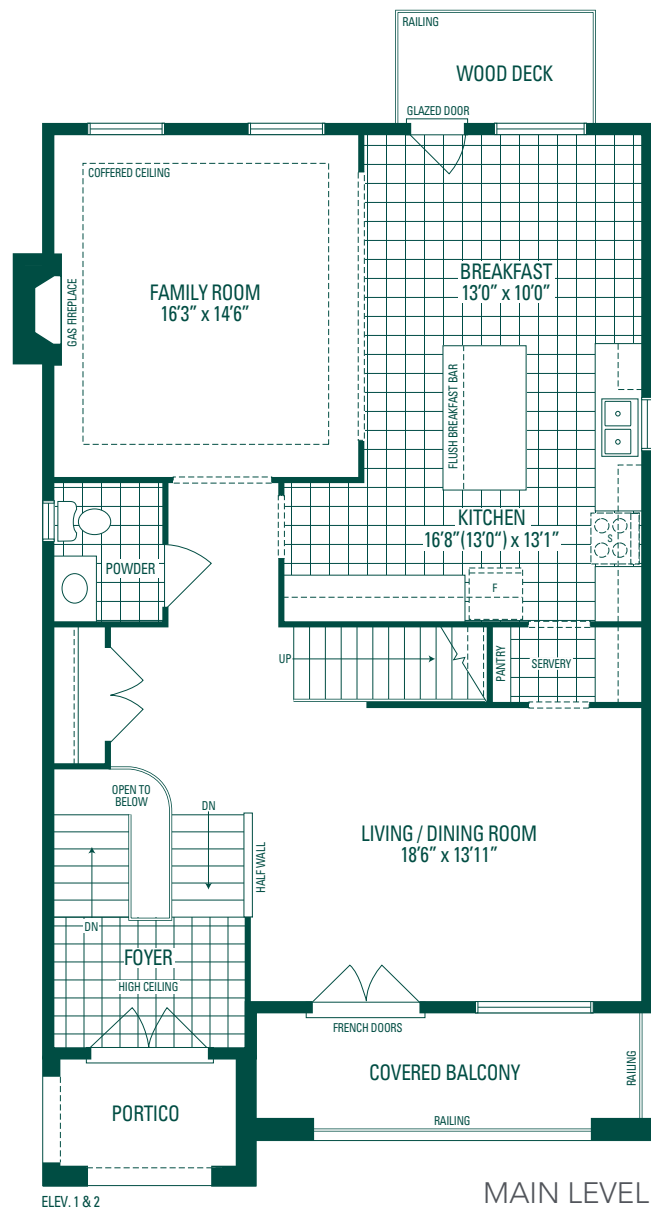 RAILING
WOOD DECK
GLAZED DOOR
COFFERED CEILING
FAMILY ROOM
16'3" x 14'6"
GAS FIREPLACE
BREAKFAST
13'0" x 10'0"
FLUSH BREAKFAST BAR
KITCHEN
16'8"(13'0") x 13'1"
S
F
POWDER
UP
PANTRY
SERVERY
OPEN TO
BELOW
DN
HALF WALL
DN
LIVING / DINING ROOM
18'6" x 13'11"
FOYER
HIGH CEILING
FRENCH DOORS
COVERED BALCONY
RAILING
RAILING
PORTICO
ELEV. 1 & 2
MAIN LEVEL